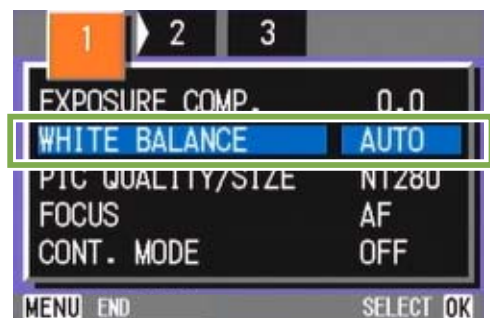 1 2 3
EXPOSURE COMP. 0.0
WHITE BALANCE AUTO
PIC QUALITY/SIZE N1280
FOCUS AF
CONT. MODE OFF
MENU END SELECT OK